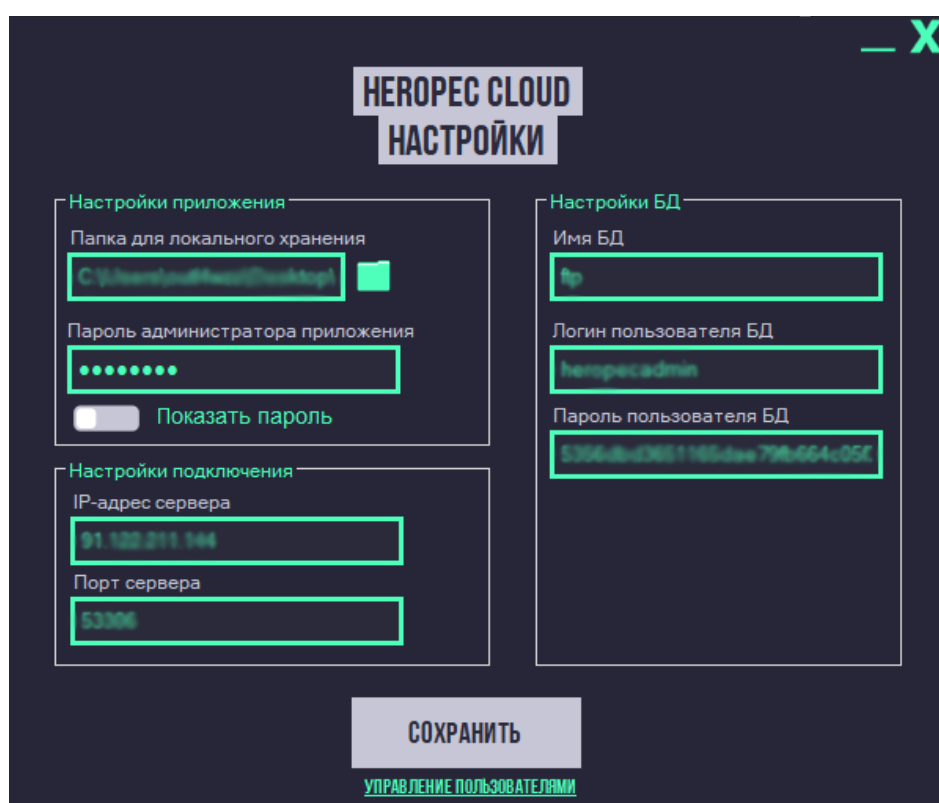 X
HEROPEC CLOUD
НАСТРОЙКИ
Настройки приложения
Папка для локального хранения
Пароль администратора приложения
••••••••
Показать пароль
Настройки подключения
IP-адрес сервера
Порт сервера
Настройки БД
Имя БД
Логин пользователя БД
Пароль пользователя БД
СОХРАНИТЬ
УПРАВЛЕНИЕ ПОЛЬЗОВАТЕЛЯМИ